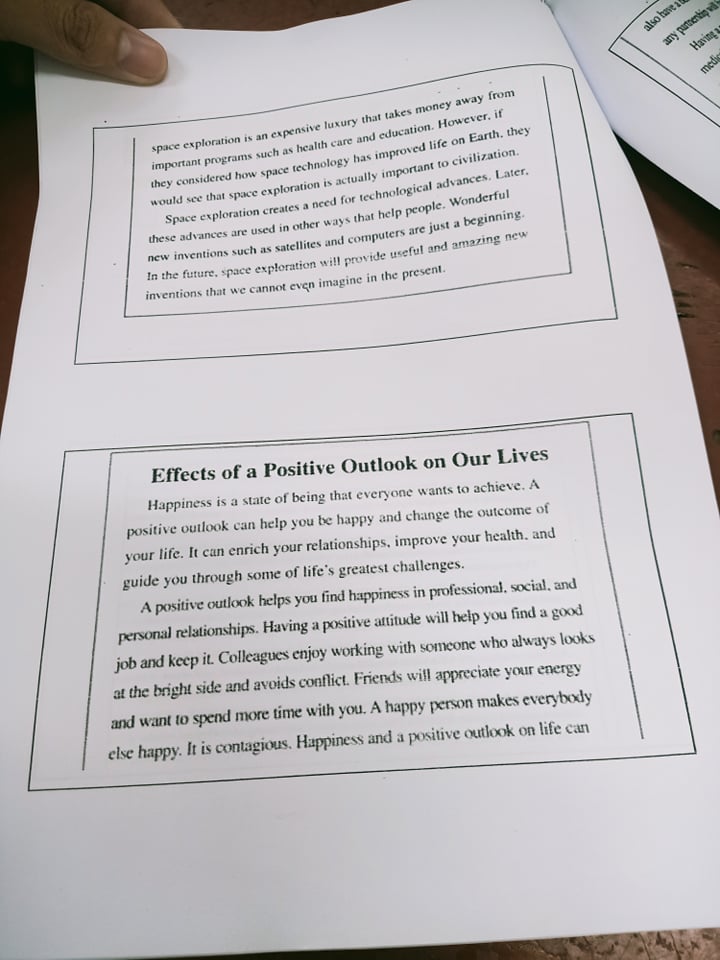 also have a
any partnership will
Having a
space exploration is an expensive luxury that takes money away from
important programs such as health care and education. However, if
they considered how space technology has improved life on Earth, they
would see that space exploration is actually important to civilization.
Space exploration creates a need for technological advances. Later,
these advances are used in other ways that help people. Wonderful
new inventions such as satellites and computers are just a beginning.
In the future, space exploration will provide useful and amazing new
inventions that we cannot even imagine in the present.
Effects of a Positive Outlook on Our Lives
Happiness is a state of being that everyone wants to achieve. A
positive outlook can help you be happy and change the outcome of
your life. It can enrich your relationships, improve your health, and
guide you through some of life's greatest challenges.
A positive outlook helps you find happiness in professional, social, and
personal relationships. Having a positive attitude will help you find a good
job and keep it. Colleagues enjoy working with someone who always looks
at the bright side and avoids conflict. Friends will appreciate your energy
and want to spend more time with you. A happy person makes everybody
else happy. It is contagious. Happiness and a positive outlook on life can